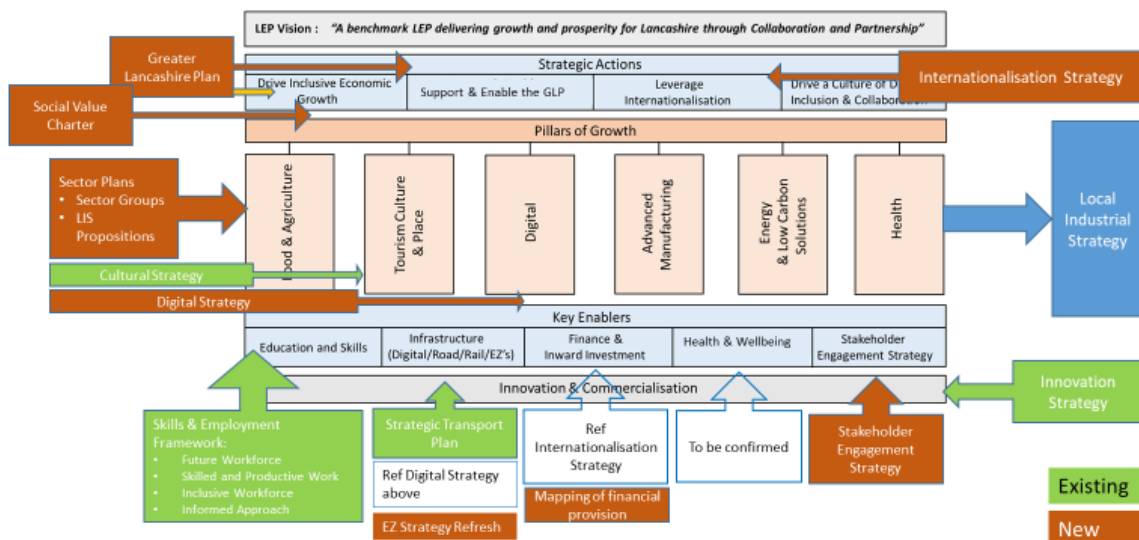 LEP Vision : "A benchmark LEP delivering growth and prosperity for Lancashire through Collaboration and Partnership"
Greater
Lancashire Plan
Strategic Actions
Internationalisation Strategy
Drive Inclusive Economic
Growth
Support & Enable the GLP
Leverage
Internationalisation
Drive a Culture of
Inclusion & Collaboration
Social Value
Charter
Pillars of Growth
Sector Plans
• Sector Groups
• LIS
Propositions
Food & Agriculture
Tourism Culture
& Place
Digital
Advanced
Manufacturing
Energy
& Low Carbon
Solutions
Health
Local
Industrial
Strategy
Cultural Strategy
Digital Strategy
Key Enablers
Education and Skills
Infrastructure
(Digital/Road/Rail/EZ's)
Finance &
Inward Investment
Health & Wellbeing
Stakeholder
Engagement Strategy
Innovation & Commercialisation
Innovation
Strategy
Skills & Employment
Framework:
• Future Workforce
• Skilled and Productive Work
• Inclusive Workforce
• Informed Approach
Strategic Transport
Plan
Ref Digital Strategy
above
EZ Strategy Refresh
Ref
Internationalisation
Strategy
Mapping of financial
provision
To be confirmed
Stakeholder
Engagement
Strategy
Existing
New